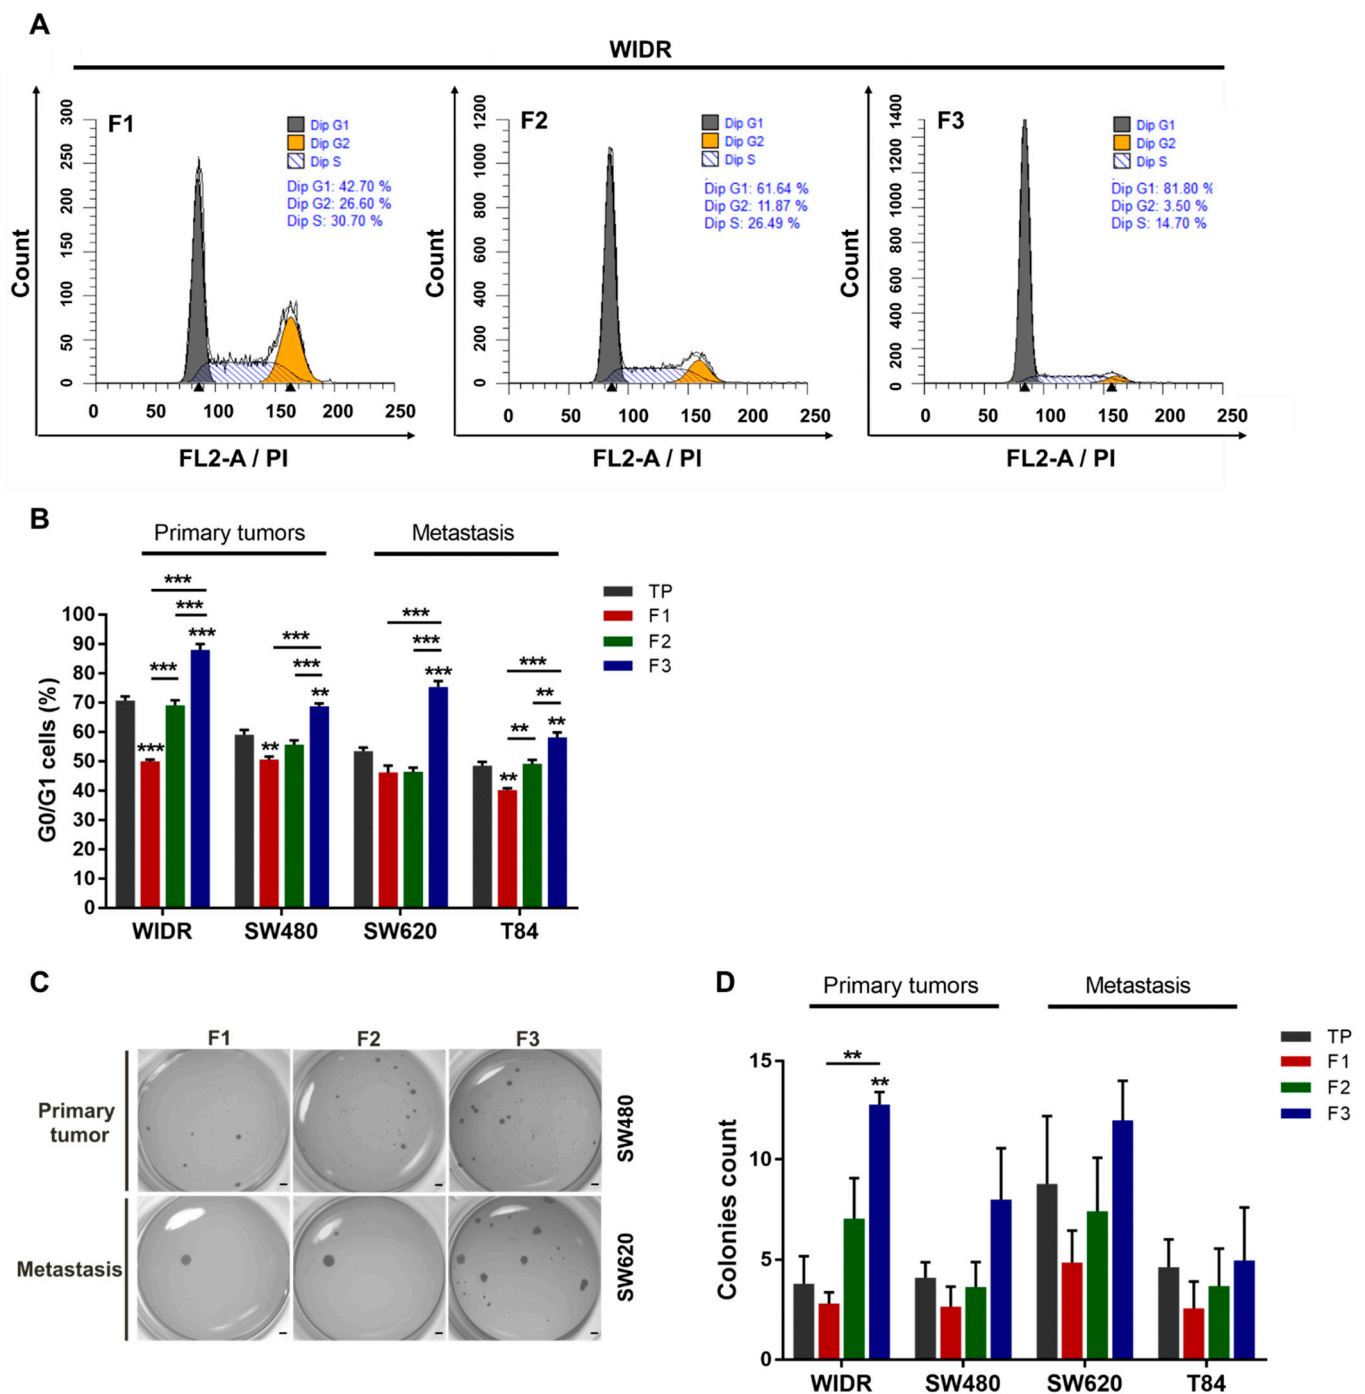 A
WIDR
F1
Dip G1
Dip G2
Dip S
Dip G1: 42.70 %
Dip G2: 26.60 %
Dip S: 30.70 %
300
250
200
150
100
50
0
Count
0 50 100 150 200 250
FL2-A / PI
F2
Dip G1
Dip G2
Dip S
Dip G1: 61.64 %
Dip G2: 11.87 %
Dip S: 26.49 %
1200
1000
800
600
400
200
0
Count
0 50 100 150 200 250
FL2-A / PI
F3
Dip G1
Dip G2
Dip S
Dip G1: 81.80 %
Dip G2: 3.50 %
Dip S: 14.70 %
1400
1200
1000
800
600
400
200
0
Count
0 50 100 150 200 250
FL2-A / PI
B
Primary tumors
Metastasis
TP
F1
F2
F3
G0/G1 cells (%)
100
90
80
70
60
50
40
30
20
10
0
*** *** *** *** ***
*** *** ** **
*** *** ***
*** ** ** ** **
WIDR SW480 SW620 T84
C
F1 F2 F3
Primary
tumor
SW480
Metastasis
SW620
D
Primary tumors
Metastasis
TP
F1
F2
F3
Colonies count
15
10
5
0
**
**
WIDR SW480 SW620 T84